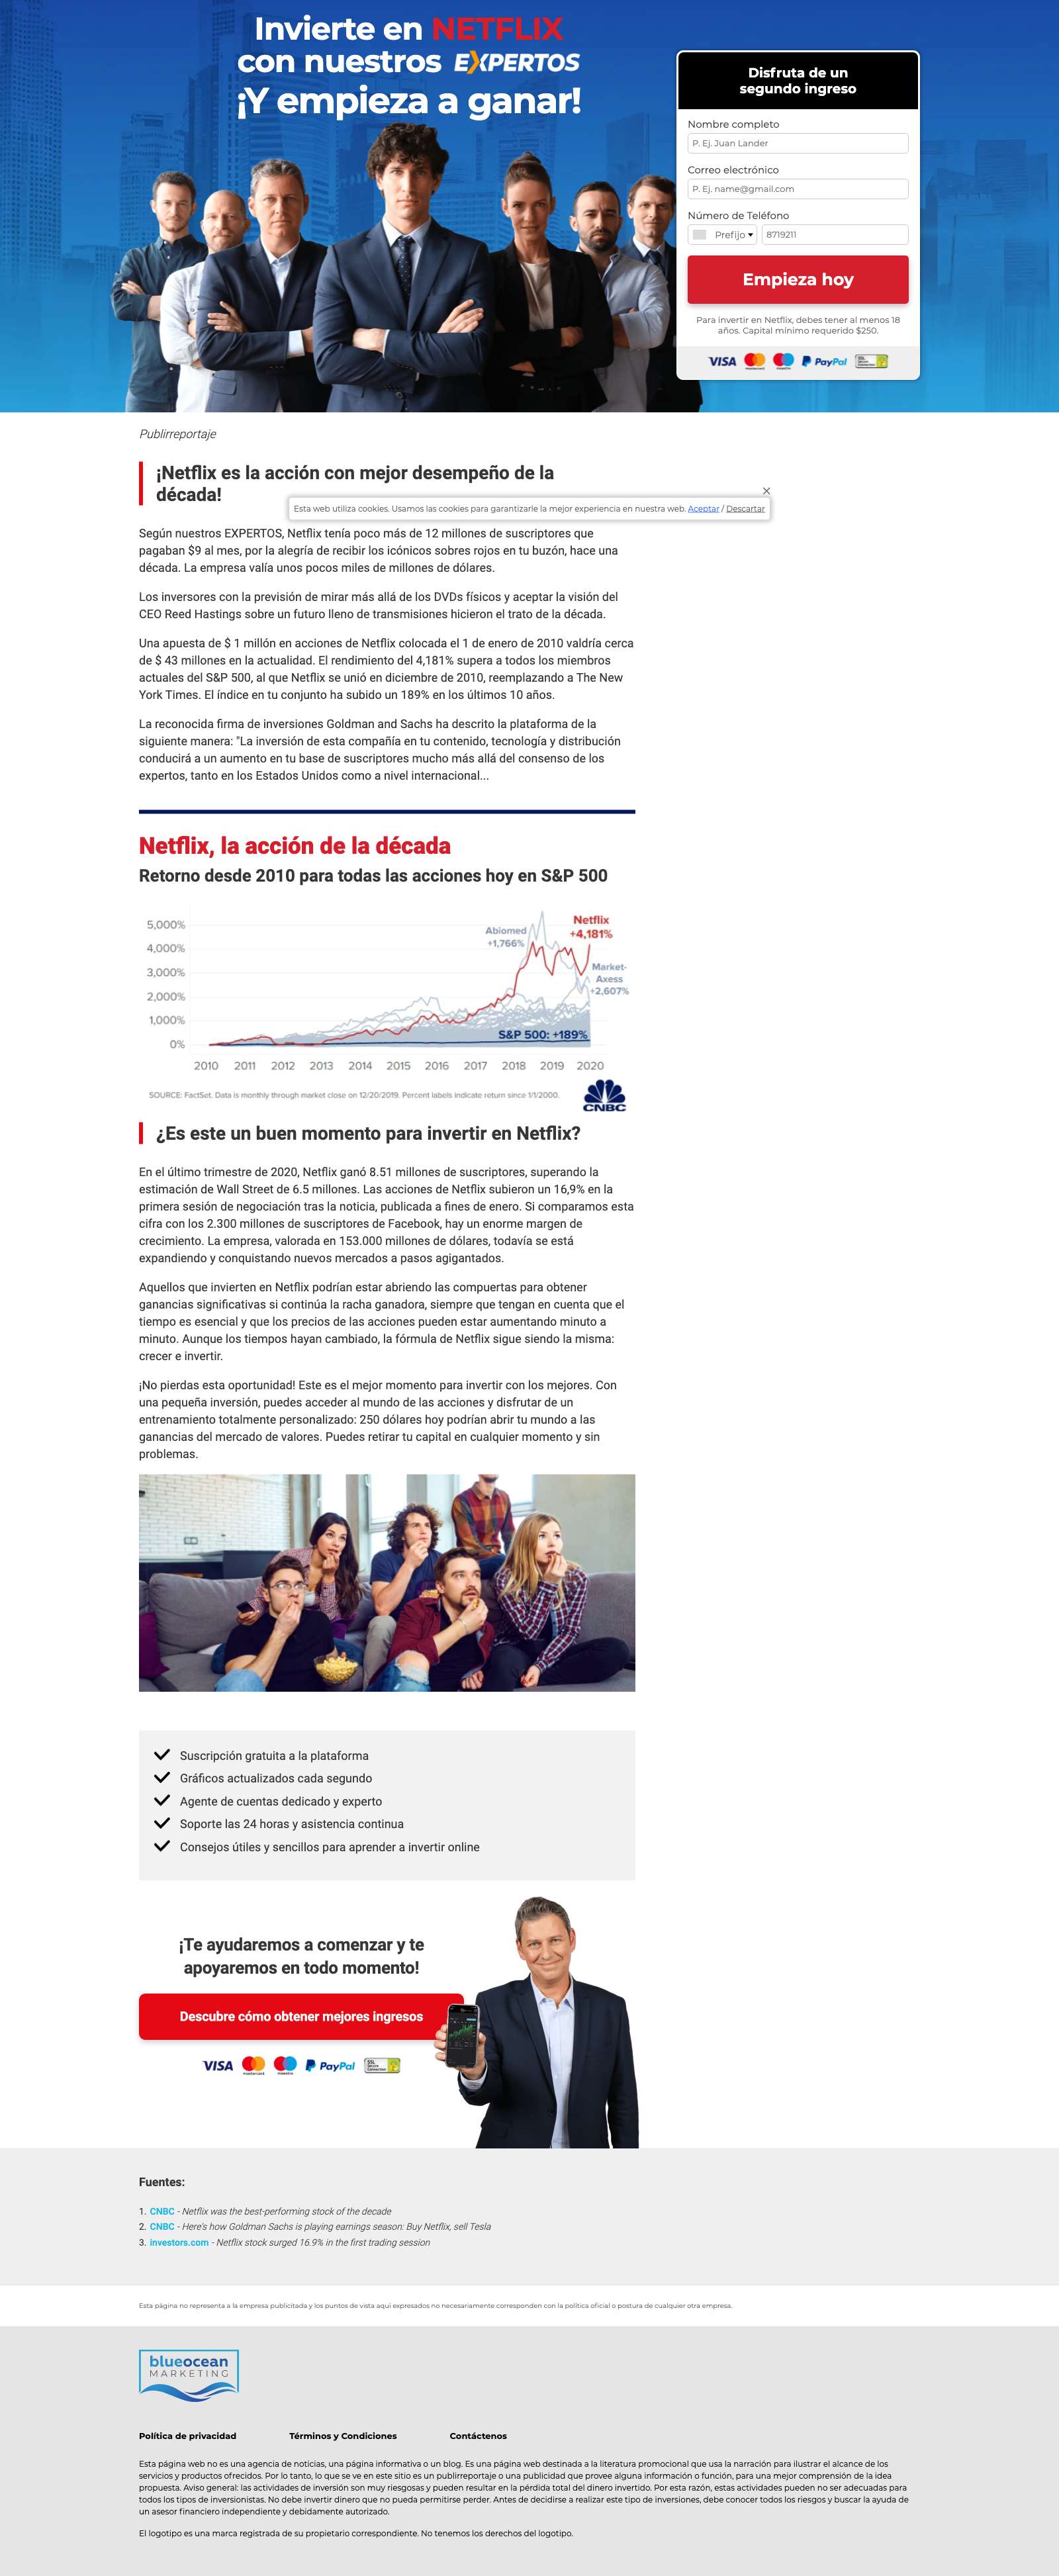 Invierte en NETFLIX
con nuestros EXPERTOS
¡Y empieza a ganar!
Disfruta de un
segundo ingreso
Nombre completo
P. Ej. Juan Lander
Correo electrónico
P. Ej. name@gmail.com
Número de Teléfono
Prefijo
8719211
Empieza hoy
Para invertir en Netflix, debes tener al menos 18
años. Capital mínimo requerido $250.
VISA mastercard maestro PayPal SSL Secure Connection
Publirreportaje
¡Netflix es la acción con mejor desempeño de la
década!
Esta web utiliza cookies. Usamos las cookies para garantizarle la mejor experiencia en nuestra web. Aceptar / Descartar
Según nuestros EXPERTOS, Netflix tenía poco más de 12 millones de suscriptores que
pagaban $9 al mes, por la alegría de recibir los icónicos sobres rojos en tu buzón, hace una
década. La empresa valía unos pocos miles de millones de dólares.
Los inversores con la previsión de mirar más allá de los DVDs físicos y aceptar la visión del
CEO Reed Hastings sobre un futuro lleno de transmisiones hicieron el trato de la década.
Una apuesta de $ 1 millón en acciones de Netflix colocada el 1 de enero de 2010 valdría cerca
de $ 43 millones en la actualidad. El rendimiento del 4,181% supera a todos los miembros
actuales del S&P 500, al que Netflix se unió en diciembre de 2010, reemplazando a The New
York Times. El índice en tu conjunto ha subido un 189% en los últimos 10 años.
La reconocida firma de inversiones Goldman and Sachs ha descrito la plataforma de la
siguiente manera: "La inversión de esta compañía en tu contenido, tecnología y distribución
conducirá a un aumento en tu base de suscriptores mucho más allá del consenso de los
expertos, tanto en los Estados Unidos como a nivel internacional...
Netflix, la acción de la década
Retorno desde 2010 para todas las acciones hoy en S&P 500
5,000%
4,000%
3,000%
2,000%
1,000%
0%
Abiomed
+1,766%
Netflix
+4,181%
Market-
Axess
+2,607%
S&P 500: +189%
2010 2011 2012 2013 2014 2015 2016 2017 2018 2019 2020
SOURCE: FactSet. Data is monthly through market close on 12/20/2019. Percent labels indicate return since 1/1/2000.
CNBC
¿Es este un buen momento para invertir en Netflix?
En el último trimestre de 2020, Netflix ganó 8.51 millones de suscriptores, superando la
estimación de Wall Street de 6.5 millones. Las acciones de Netflix subieron un 16,9% en la
primera sesión de negociación tras la noticia, publicada a fines de enero. Si comparamos esta
cifra con los 2.300 millones de suscriptores de Facebook, hay un enorme margen de
crecimiento. La empresa, valorada en 153.000 millones de dólares, todavía se está
expandiendo y conquistando nuevos mercados a pasos agigantados.
Aquellos que invierten en Netflix podrían estar abriendo las compuertas para obtener
ganancias significativas si continúa la racha ganadora, siempre que tengan en cuenta que el
tiempo es esencial y que los precios de las acciones pueden estar aumentando minuto a
minuto. Aunque los tiempos hayan cambiado, la fórmula de Netflix sigue siendo la misma:
crecer e invertir.
¡No pierdas esta oportunidad! Este es el mejor momento para invertir con los mejores. Con
una pequeña inversión, puedes acceder al mundo de las acciones y disfrutar de un
entrenamiento totalmente personalizado: 250 dólares hoy podrían abrir tu mundo a las
ganancias del mercado de valores. Puedes retirar tu capital en cualquier momento y sin
problemas.
Suscripción gratuita a la plataforma
Gráficos actualizados cada segundo
Agente de cuentas dedicado y experto
Soporte las 24 horas y asistencia continua
Consejos útiles y sencillos para aprender a invertir online
¡Te ayudaremos a comenzar y te
apoyaremos en todo momento!
Descubre cómo obtener mejores ingresos
VISA mastercard maestro PayPal SSL Secure Connection
Fuentes:
1. CNBC - Netflix was the best-performing stock of the decade
2. CNBC - Here's how Goldman Sachs is playing earnings season: Buy Netflix, sell Tesla
3. investors.com - Netflix stock surged 16.9% in the first trading session
Esta página no representa a la empresa publicitada y los puntos de vista aquí expresados no necesariamente corresponden con la política oficial o postura de cualquier otra empresa.
blueocean
MARKETING
Política de privacidad
Términos y Condiciones
Contáctenos
Esta página web no es una agencia de noticias, una página informativa o un blog. Es una página web destinada a la literatura promocional que usa la narración para ilustrar el alcance de los
servicios y productos ofrecidos. Por lo tanto, lo que se ve en este sitio es un publirreportaje o una publicidad que provee alguna información o función, para una mejor comprensión de la idea
propuesta. Aviso general: las actividades de inversión son muy riesgosas y pueden resultar en la pérdida total del dinero invertido. Por esta razón, estas actividades pueden no ser adecuadas para
todos los tipos de inversionistas. No debe invertir dinero que no pueda permitirse perder. Antes de decidirse a realizar este tipo de inversiones, debe conocer todos los riesgos y buscar la ayuda de
un asesor financiero independiente y debidamente autorizado.
El logotipo es una marca registrada de su propietario correspondiente. No tenemos los derechos del logotipo.